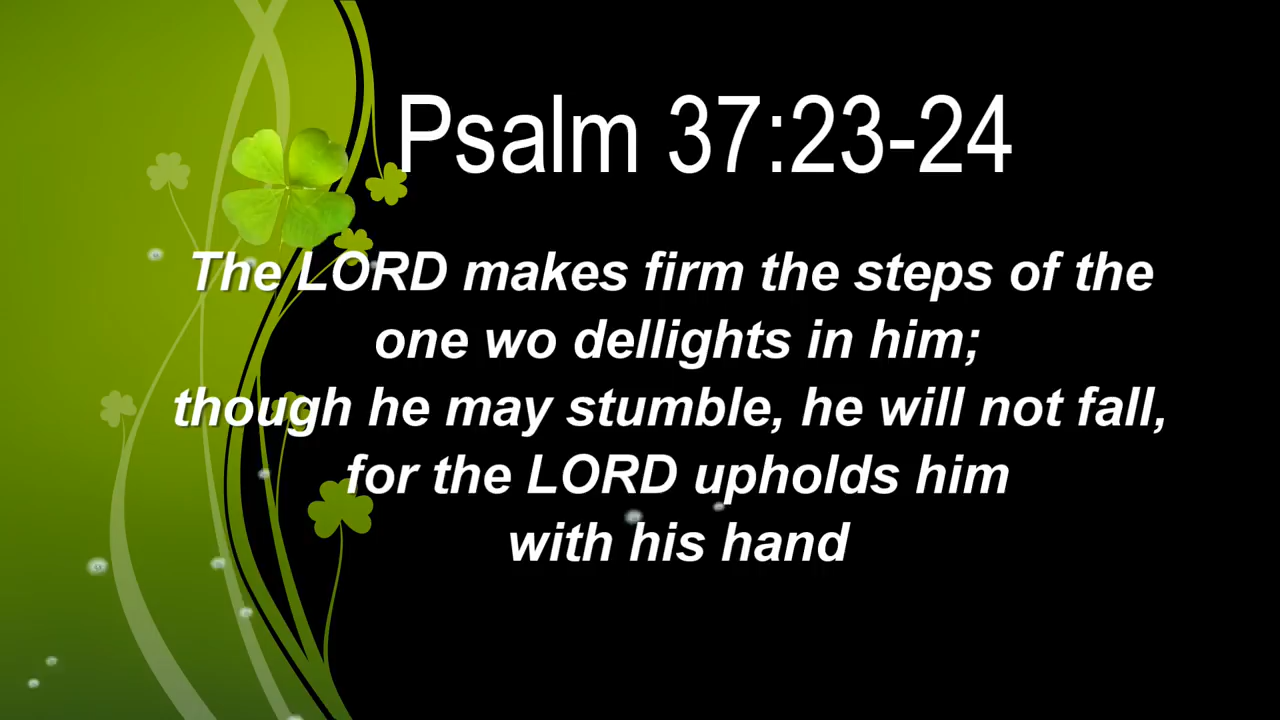 Psalm 37:23-24
The LORD makes firm the steps of the
one wo dellights in him;
though he may stumble, he will not fall,
for the LORD upholds him
with his hand